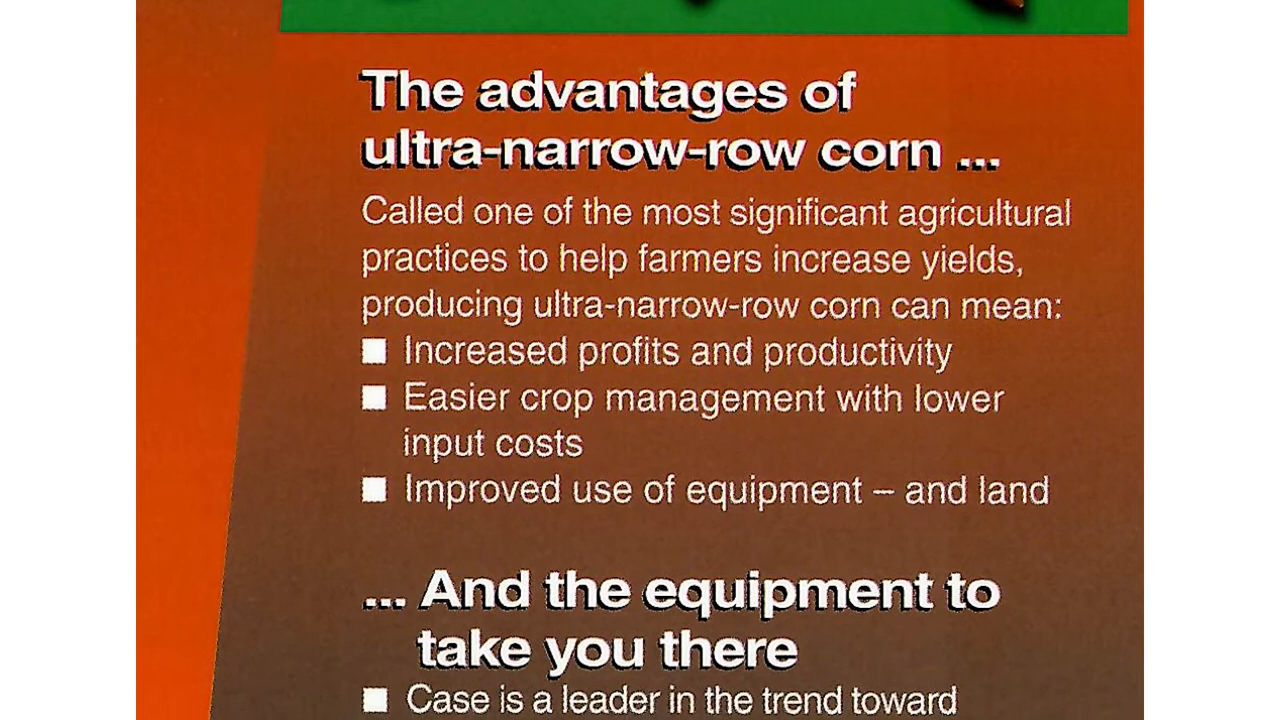 The advantages of
ultra-narrow-row corn ...
Called one of the most significant agricultural
practices to help farmers increase yields,
producing ultra-narrow-row corn can mean:
■ Increased profits and productivity
■ Easier crop management with lower
input costs
■ Improved use of equipment – and land
... And the equipment to
take you there
■ Case is a leader in the trend toward